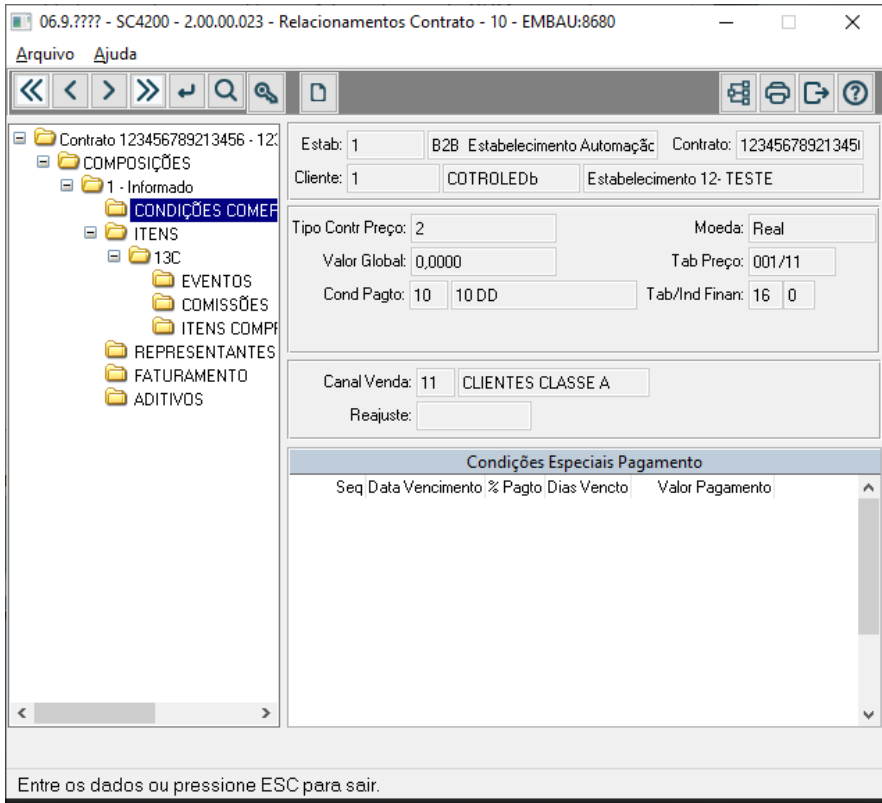 06.9.???? - SC4200 - 2.00.00.023 - Relacionamentos Contrato - 10 - EMBAU:8680
Arquivo Ajuda
Contrato 123456789213456 - 12
COMPOSIÇÕES
1 - Informado
CONDIÇÕES COMER
ITENS
13C
EVENTOS
COMISSÕES
ITENS COMP
REPRESENTANTES
FATURAMENTO
ADITIVOS
Estab: 1 B2B Estabelecimento Automação Contrato: 12345678921345
Cliente: 1 COTROLEDb Estabelecimento 12- TESTE
Tipo Contr Preço: 2 Moeda: Real
Valor Global: 0,0000 Tab Preço: 001/11
Cond Pagto: 10 10 DD Tab/Ind Finan: 16 0
Canal Venda: 11 CLIENTES CLASSE A
Reajuste:
Condições Especiais Pagamento
Seq Data Vencimento % Pagto Dias Vencto Valor Pagamento
Entre os dados ou pressione ESC para sair.